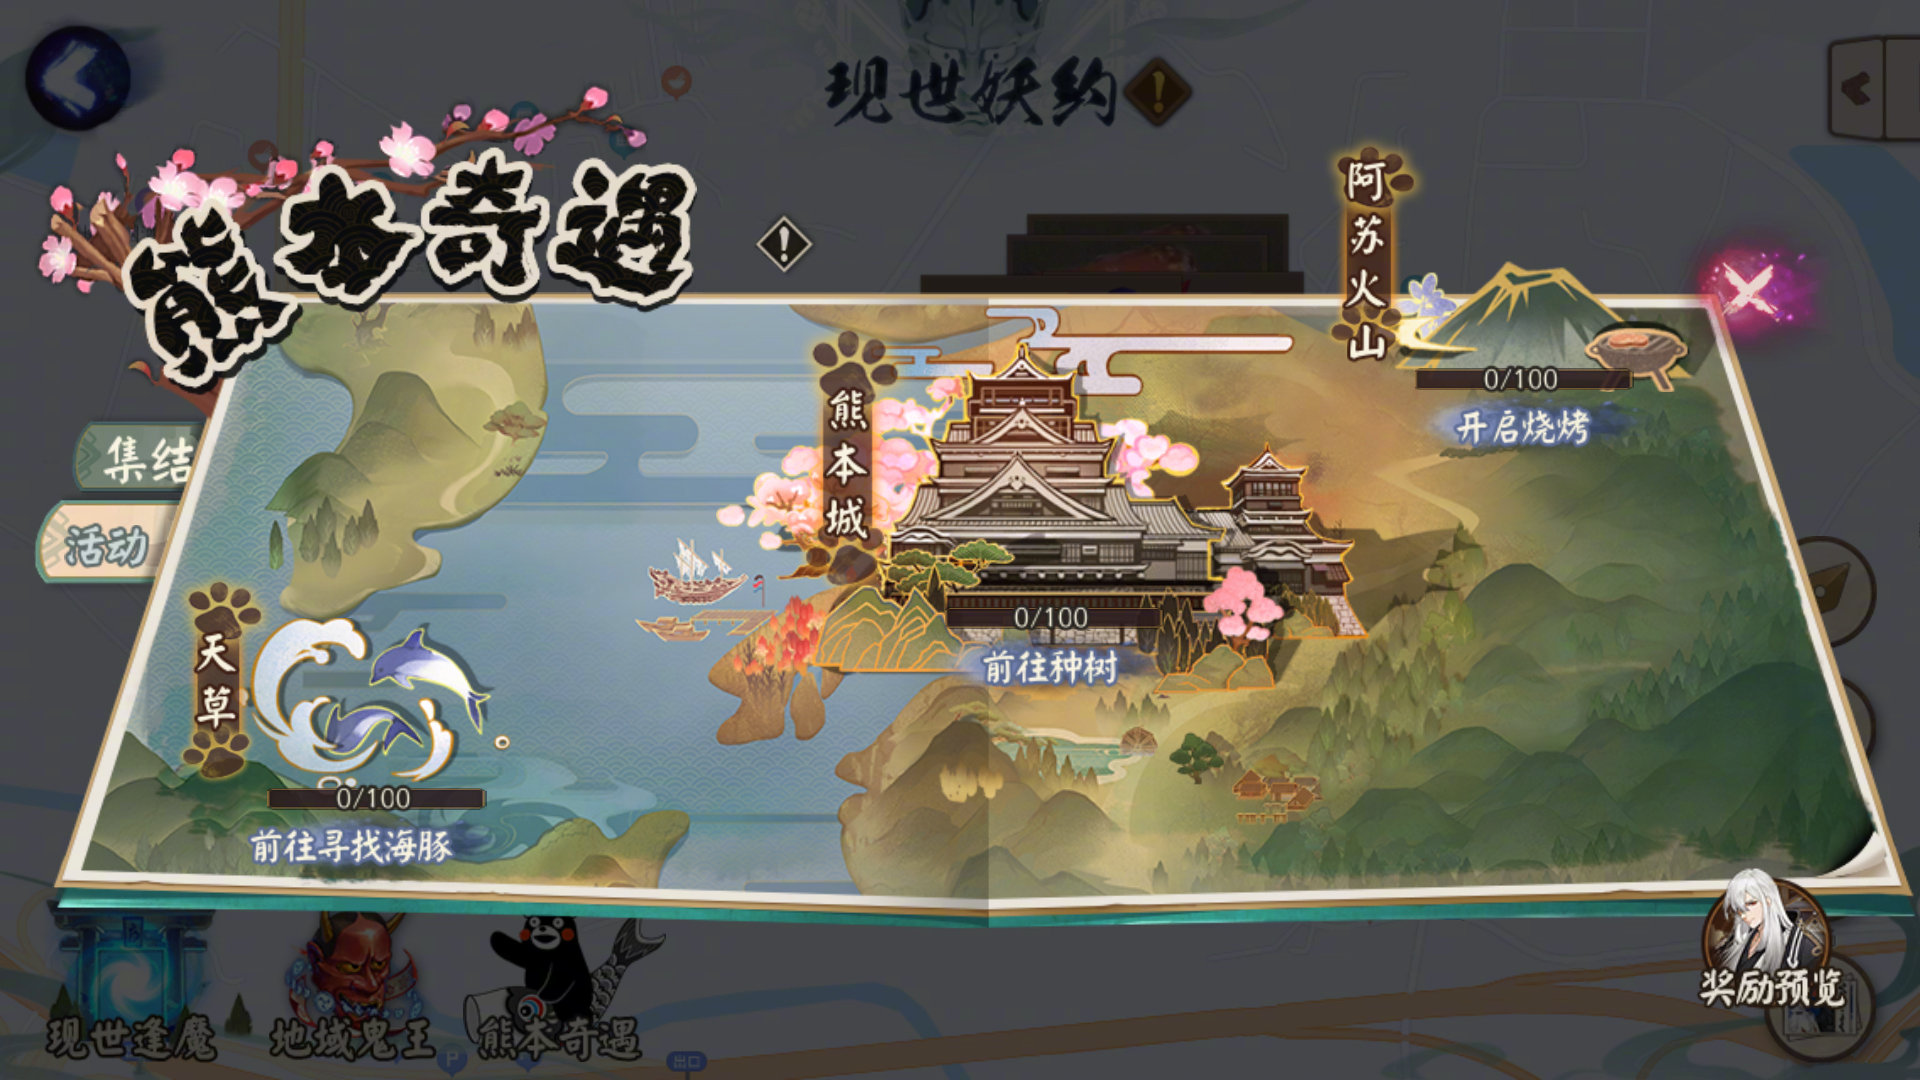 现世妖约
熊本奇遇
阿苏火山
0/100
开启烧烤
熊本城
0/100
前往种树
集结
活动
天草
0/100
前往寻找海豚
奖励预览
现世逢魔
地域鬼王
熊本奇遇
P
出口